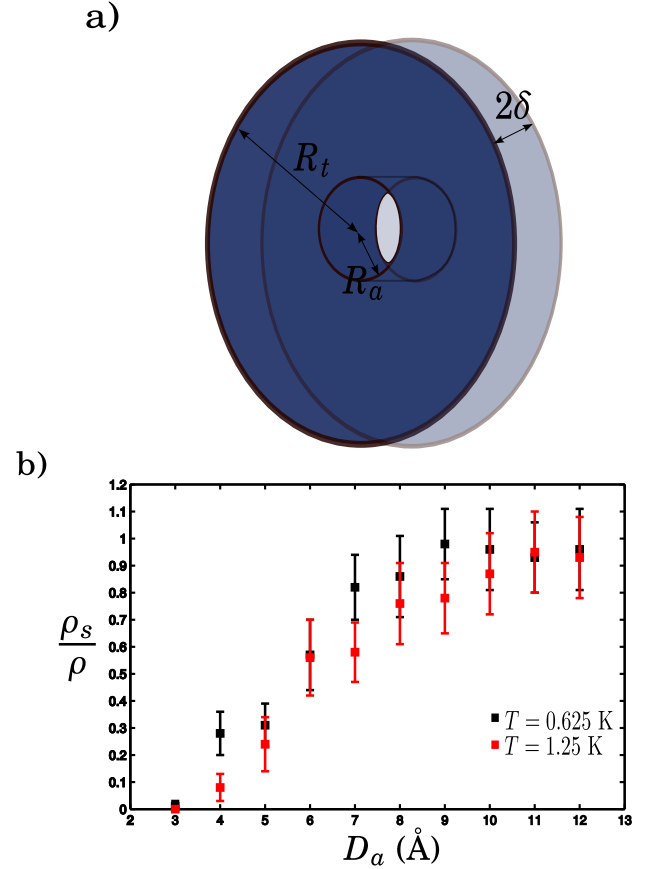 a)
2δ
R_t
R_a
b)
1.2
1.1
1
0.9
0.8
0.7
0.6
0.5
0.4
0.3
0.2
0.1
0
ρ_s
ρ
T = 0.625 K
T = 1.25 K
2 3 4 5 6 7 8 9 10 11 12 13
D_a (Å)